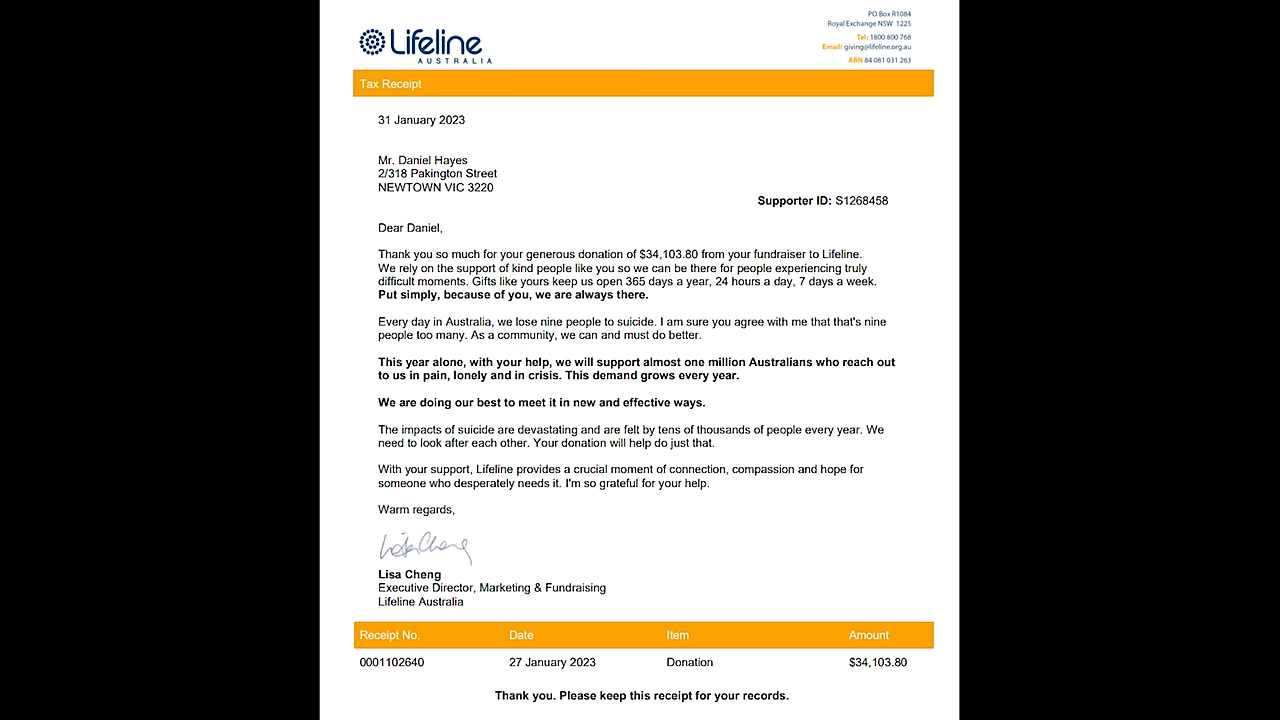 Lifeline
AUSTRALIA
PO Box R1084
Royal Exchange NSW 1225
Tel: 1800 800 768
Email: giving@lifeline.org.au
ABN 84 081 031 263
Tax Receipt
31 January 2023
Mr. Daniel Hayes
2/318 Pakington Street
NEWTOWN VIC 3220
Supporter ID: S1268458
Dear Daniel,
Thank you so much for your generous donation of $34,103.80 from your fundraiser to Lifeline.
We rely on the support of kind people like you so we can be there for people experiencing truly
difficult moments. Gifts like yours keep us open 365 days a year, 24 hours a day, 7 days a week.
Put simply, because of you, we are always there.
Every day in Australia, we lose nine people to suicide. I am sure you agree with me that that's nine
people too many. As a community, we can and must do better.
This year alone, with your help, we will support almost one million Australians who reach out
to us in pain, lonely and in crisis. This demand grows every year.
We are doing our best to meet it in new and effective ways.
The impacts of suicide are devastating and are felt by tens of thousands of people every year. We
need to look after each other. Your donation will help do just that.
With your support, Lifeline provides a crucial moment of connection, compassion and hope for
someone who desperately needs it. I'm so grateful for your help.
Warm regards,
Lisa Cheng
Lisa Cheng
Executive Director, Marketing & Fundraising
Lifeline Australia
Receipt No. Date Item Amount
0001102640 27 January 2023 Donation $34,103.80
Thank you. Please keep this receipt for your records.